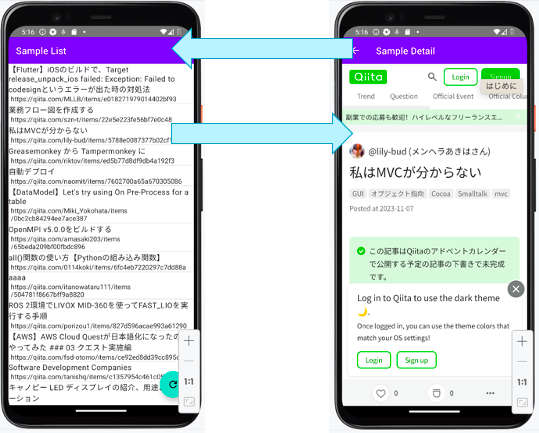 5:16
Sample List
【Flutter】iOSのビルドで、Target
release_unpack_ios failed: Exception: Failed to
codesignというエラーが出た時の対処法
https://qiita.com/MLLB/items/e018271979014402bf93
業務フロー図を作成する
https://qiita.com/szn-t/items/22e5e223fe56bf7e0c48
私はMVCが分からない
https://qiita.com/lily-bud/items/5788e0087377b02cf
Greasemonkey から Tampermonkey に
https://qiita.com/riktov/items/ed5b77d8df9db4a192f3
自動デプロイ
https://qiita.com/naomit/items/7602700a65a670305086
【DataModel】Let's try using On Pre-Process for a
table
https://qiita.com/Miki_Yokohata/items
/0bc2cb84294ee7ace387
OpenMPI v5.0.0をビルドする
https://qiita.com/amasaki203/items
/65beda209bf00fbdc896
all()関数の使い方【Pythonの組み込み関数】
https://qiita.com/0114koki/items/6fc4eb7220297c7dd88a
aaaa
https://qiita.com/itanowataru111/items
/504781f8667bff9a8820
ROS 2環境でLIVOX MID-360を使ってFAST_LIOを実
行する手順
https://qiita.com/porizou1/items/827d596acae993a61290
【AWS】AWS Cloud Questが日本語化になったの
やってみた ### 03 クエスト実施編
https://qiita.com/fsd-otomo/items/ce92ed0dd39cc895
Software Development Companies
https://qiita.com/tanishq/items/c1357954c461c05
キャノピー LED ディスプレイの紹介、用途
ーション
1:1
5:16
Sample Detail
Qiita
Login
Signup
はじめに
Trend
Question
Official Event
Official Colu
副業での応募も歓迎! ハイレベルなフリーランスエ...
@lily-bud (メンヘラあきはさん)
私はMVCが分からない
GUI
オブジェクト指向
Cocoa
Smalltalk
mvc
Posted at 2023-11-07
この記事はQiitaのアドベントカレンダー
で公開する予定の記事の下書きで未完成
です。
Log in to Qiita to use the dark theme
🌙.
Once logged in, you can use the theme colors that
match your OS settings!
Login
Sign up
0
0
1:1